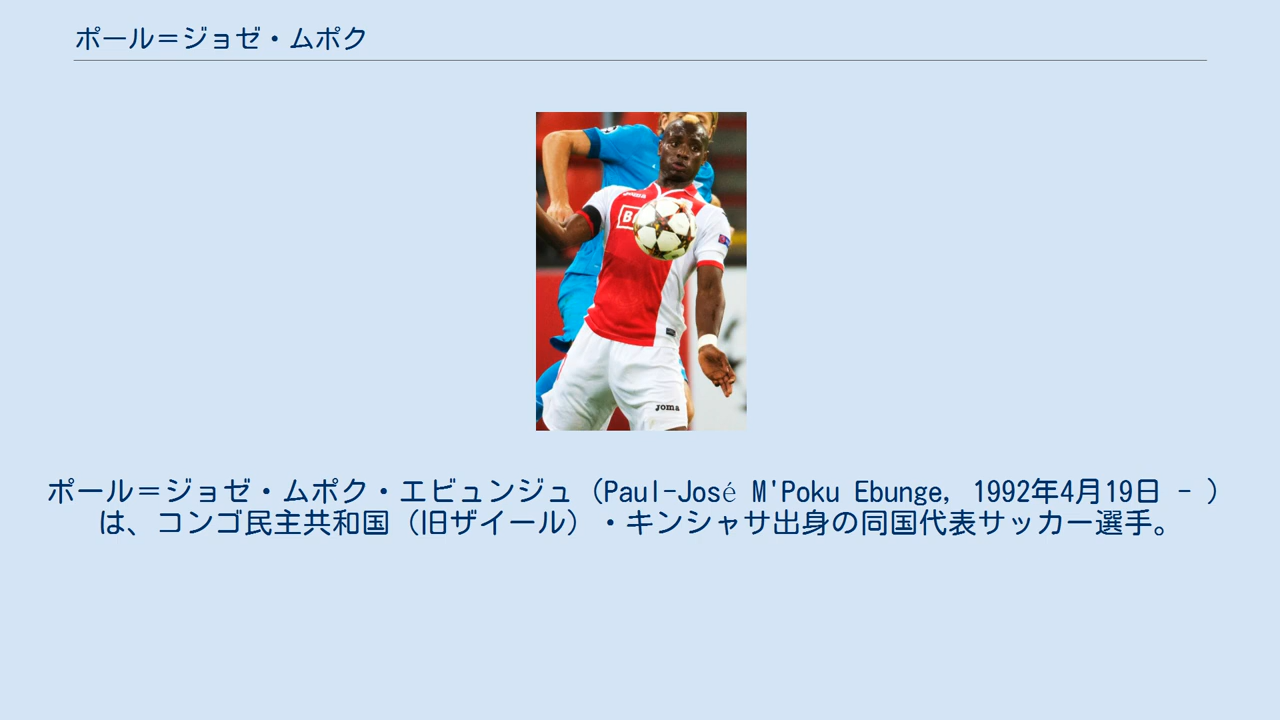 ポール＝ジョゼ・ムポク
joma
ポール＝ジョゼ・ムポク・エビュンジュ（Paul-José M'Poku Ebunge, 1992年4月19日 - ）
は、コンゴ民主共和国（旧ザイール）・キンシャサ出身の同国代表サッカー選手。